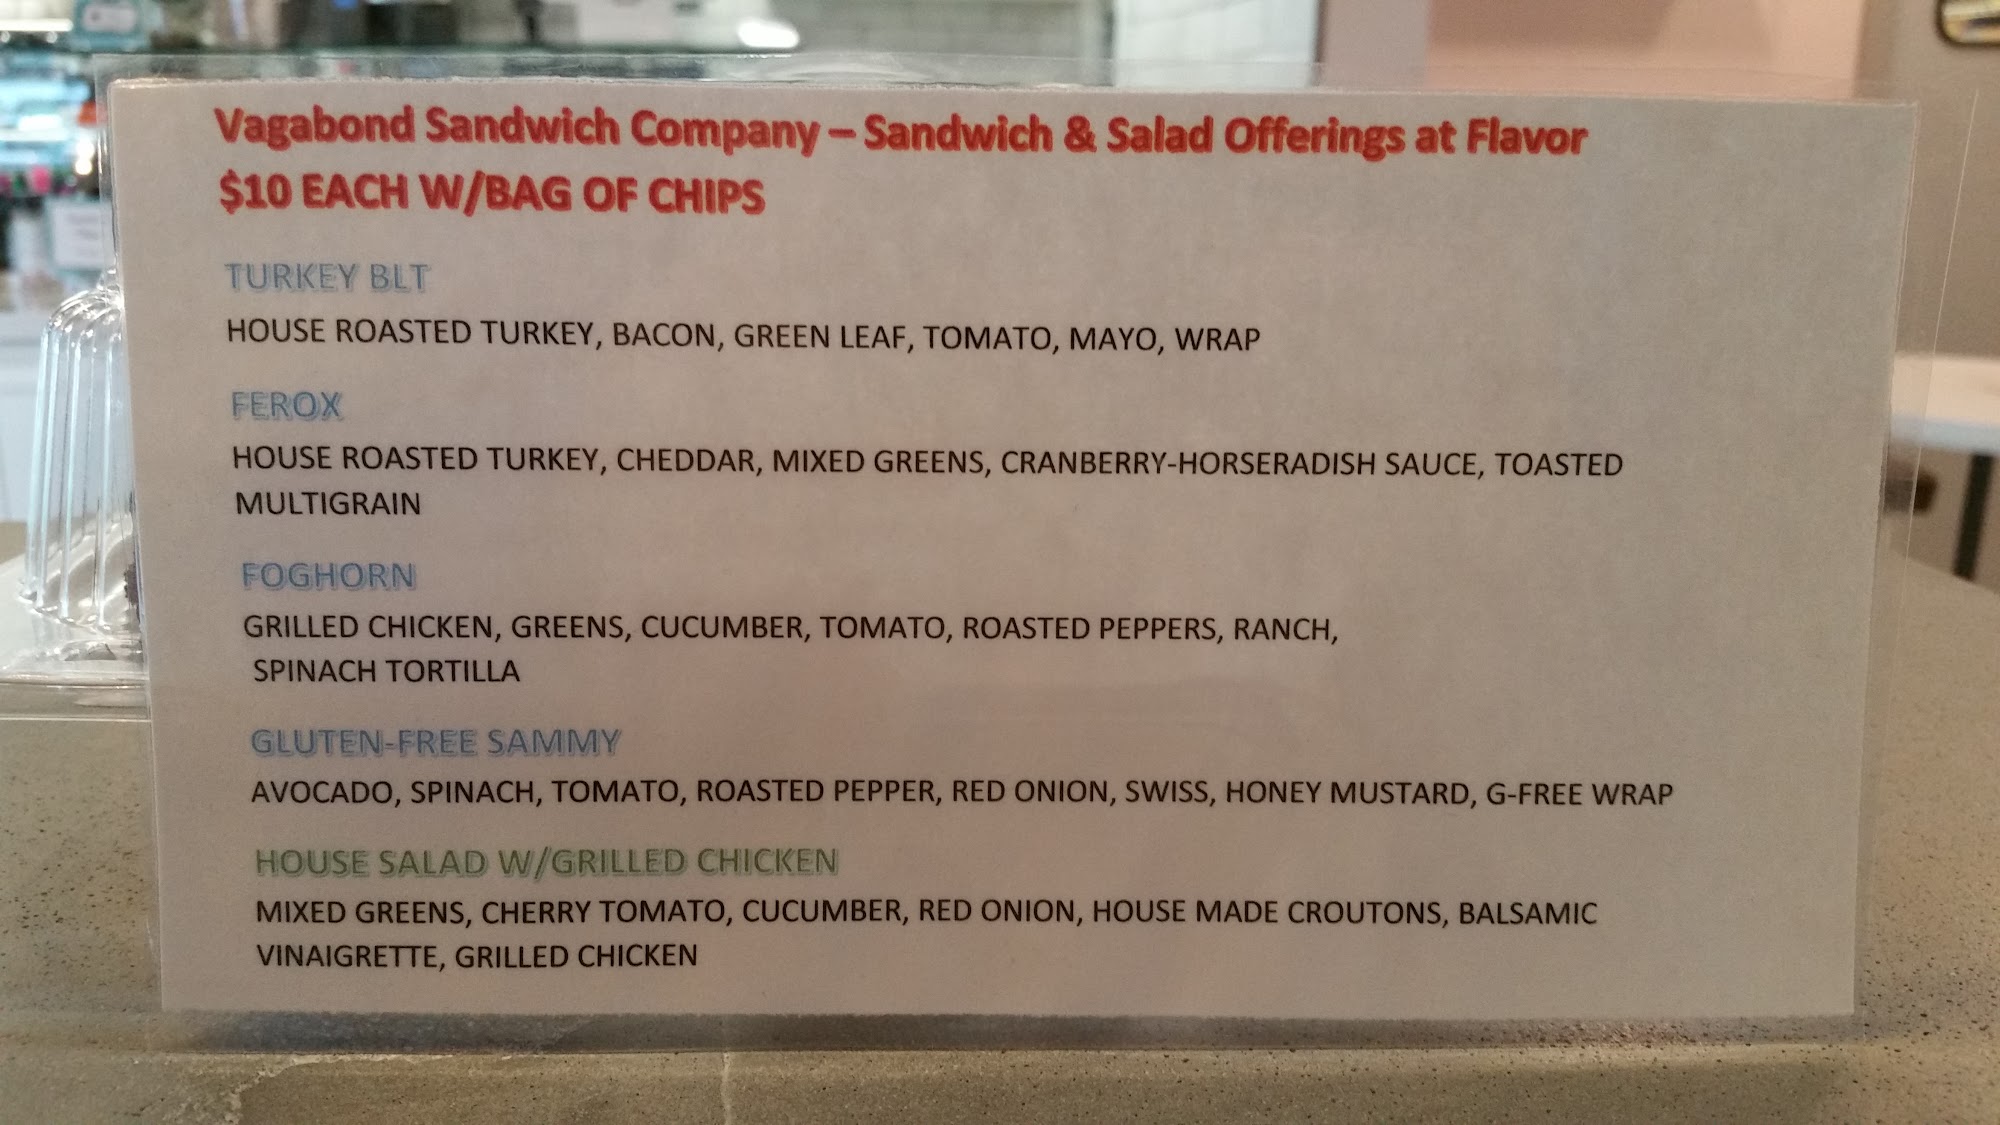 Vagabond Sandwich Company – Sandwich & Salad Offerings at Flavor
$10 EACH W/BAG OF CHIPS
TURKEY BLT
HOUSE ROASTED TURKEY, BACON, GREEN LEAF, TOMATO, MAYO, WRAP
FEROX
HOUSE ROASTED TURKEY, CHEDDAR, MIXED GREENS, CRANBERRY-HORSERADISH SAUCE, TOASTED
MULTIGRAIN
FOGHORN
GRILLED CHICKEN, GREENS, CUCUMBER, TOMATO, ROASTED PEPPERS, RANCH,
SPINACH TORTILLA
GLUTEN-FREE SAMMY
AVOCADO, SPINACH, TOMATO, ROASTED PEPPER, RED ONION, SWISS, HONEY MUSTARD, G-FREE WRAP
HOUSE SALAD W/GRILLED CHICKEN
MIXED GREENS, CHERRY TOMATO, CUCUMBER, RED ONION, HOUSE MADE CROUTONS, BALSAMIC
VINAIGRETTE, GRILLED CHICKEN